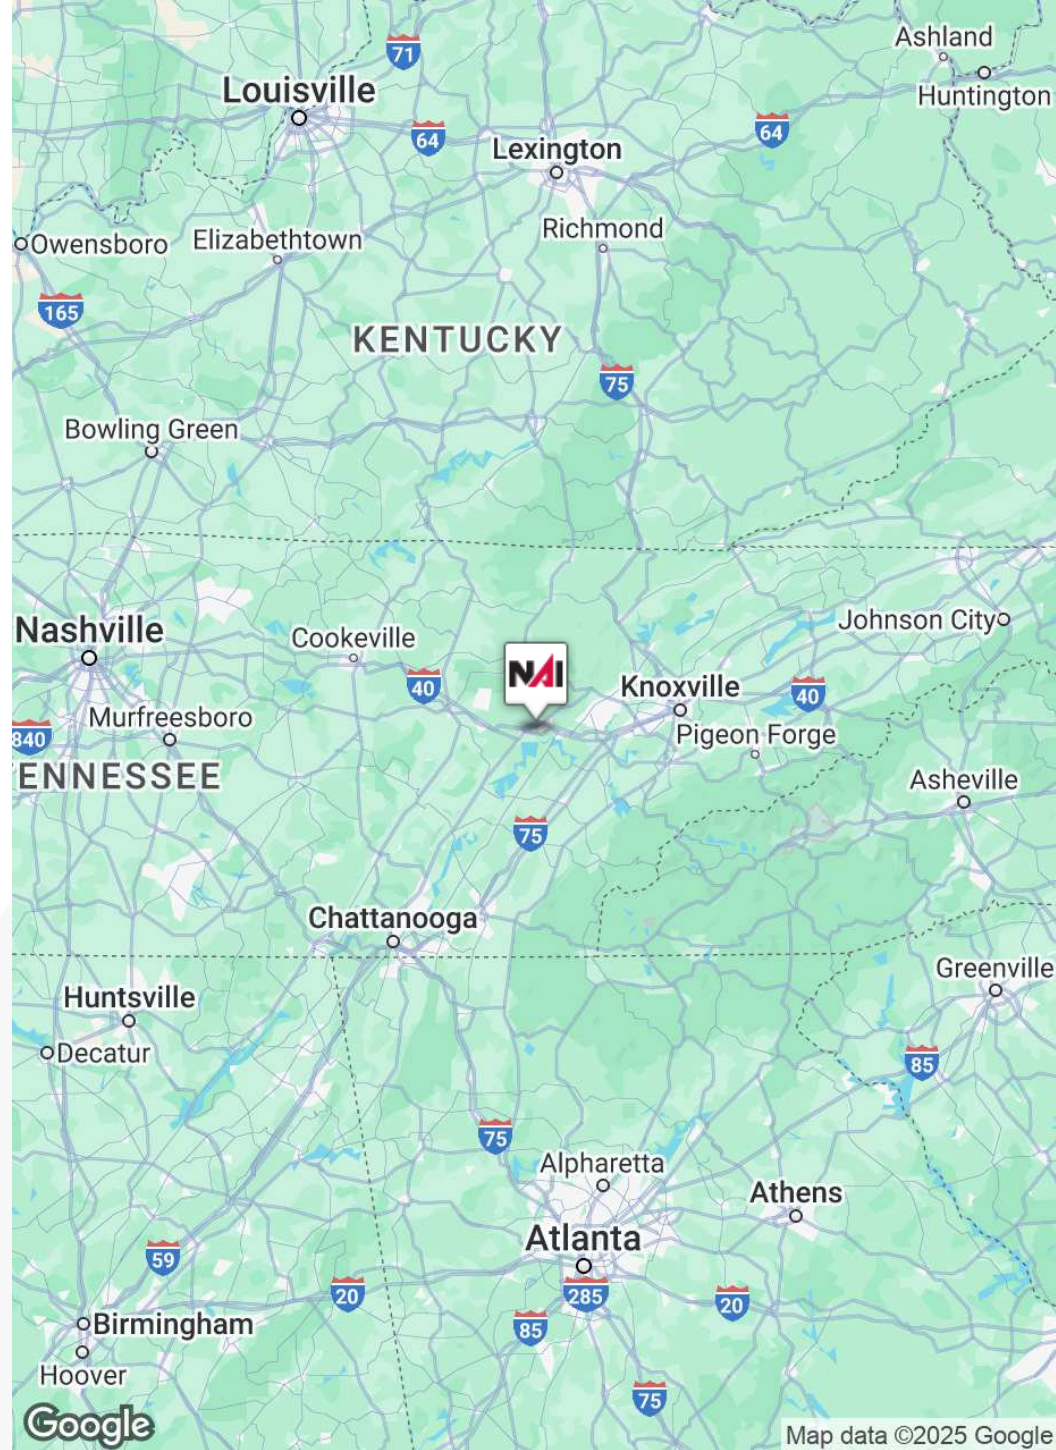 71
Ashland
Louisville
Huntington
64
64
Lexington
Richmond
Owensboro
Elizabethtown
165
KENTUCKY
75
Bowling Green
Nashville
Cookeville
Johnson City
NAI
40
Knoxville
40
Murfreesboro
840
Pigeon Forge
ENNESSEE
Asheville
75
Chattanooga
Huntsville
Greenville
Decatur
85
75
Alpharetta
Athens
Atlanta
59
20
285
20
85
Birmingham
Hoover
75
Google
Map data ©2025 Google